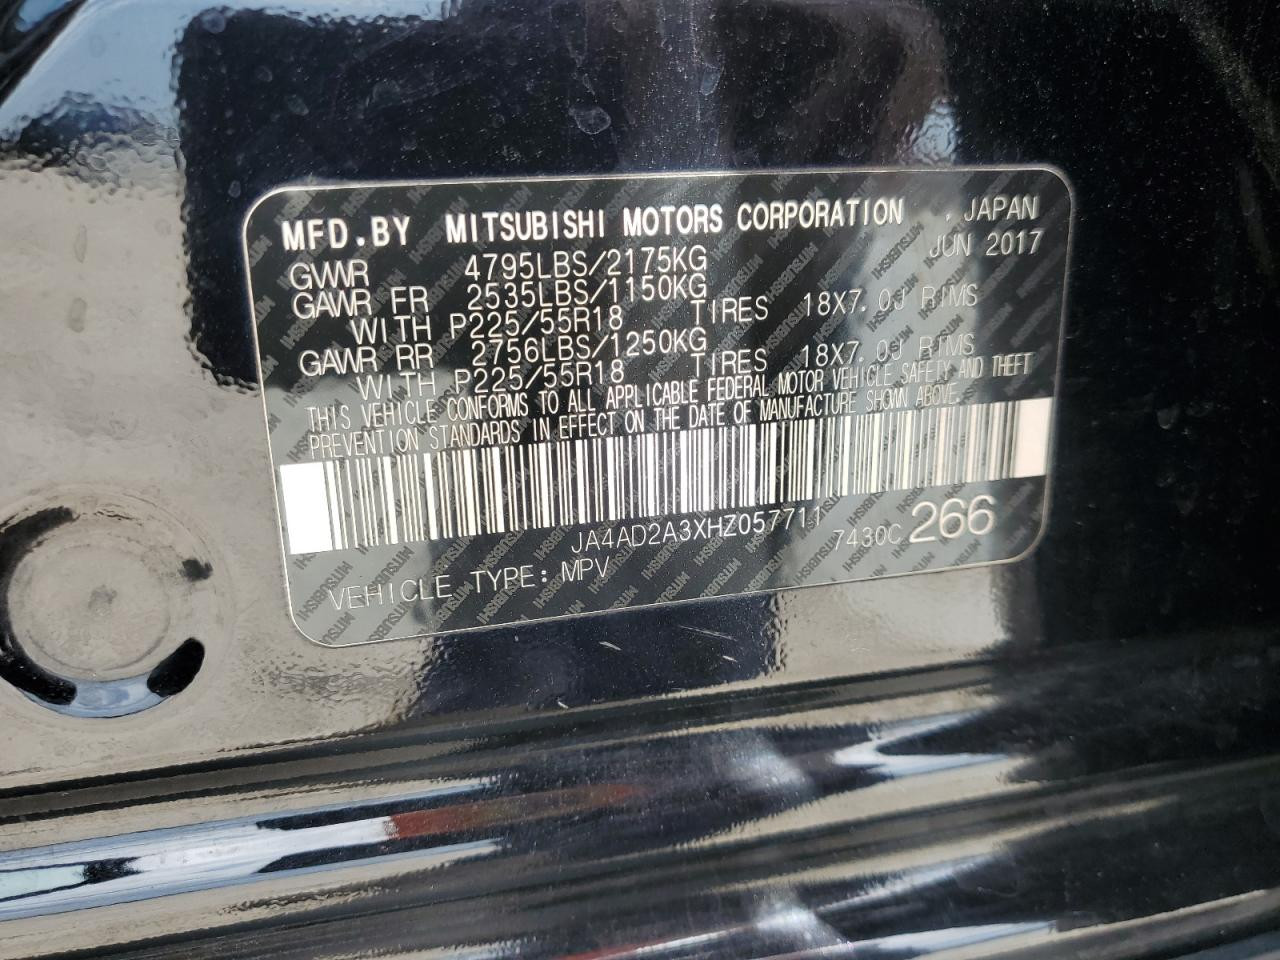 MFD.BY MITSUBISHI MOTORS CORPORATION , JAPAN
GVWR 4795LBS/2175KG JUN 2017
GAWR FR 2535LBS/1150KG
WITH P225/55R18 TIRES 18X7.0J RIMS
GAWR RR 2756LBS/1250KG
WITH P225/55R18 TIRES 18X7.0J RIMS
THIS VEHICLE CONFORMS TO ALL APPLICABLE FEDERAL MOTOR VEHICLE SAFETY AND THEFT
PREVENTION STANDARDS IN EFFECT ON THE DATE OF MANUFACTURE SHOWN ABOVE.
JA4AD2A3XHZ057711 7430C 266
VEHICLE TYPE: MPV